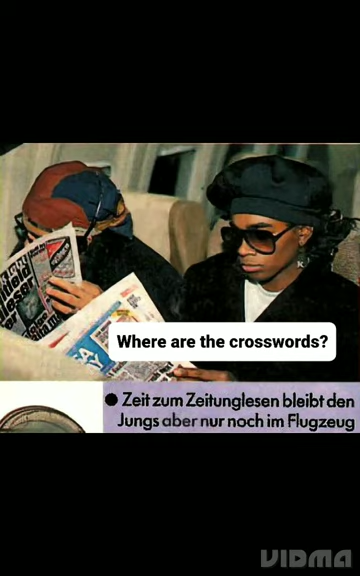 Where are the crosswords?
● Zeit zum Zeitunglesen bleibt den
Jungs aber nur noch im Flugzeug
VIDMA